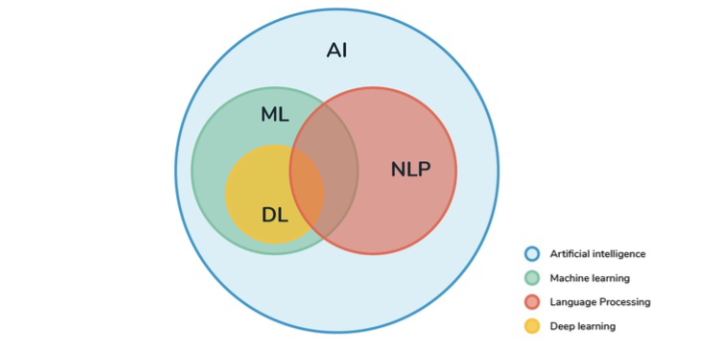 AI
ML
NLP
DL
Artificial intelligence
Machine learning
Language Processing
Deep learning